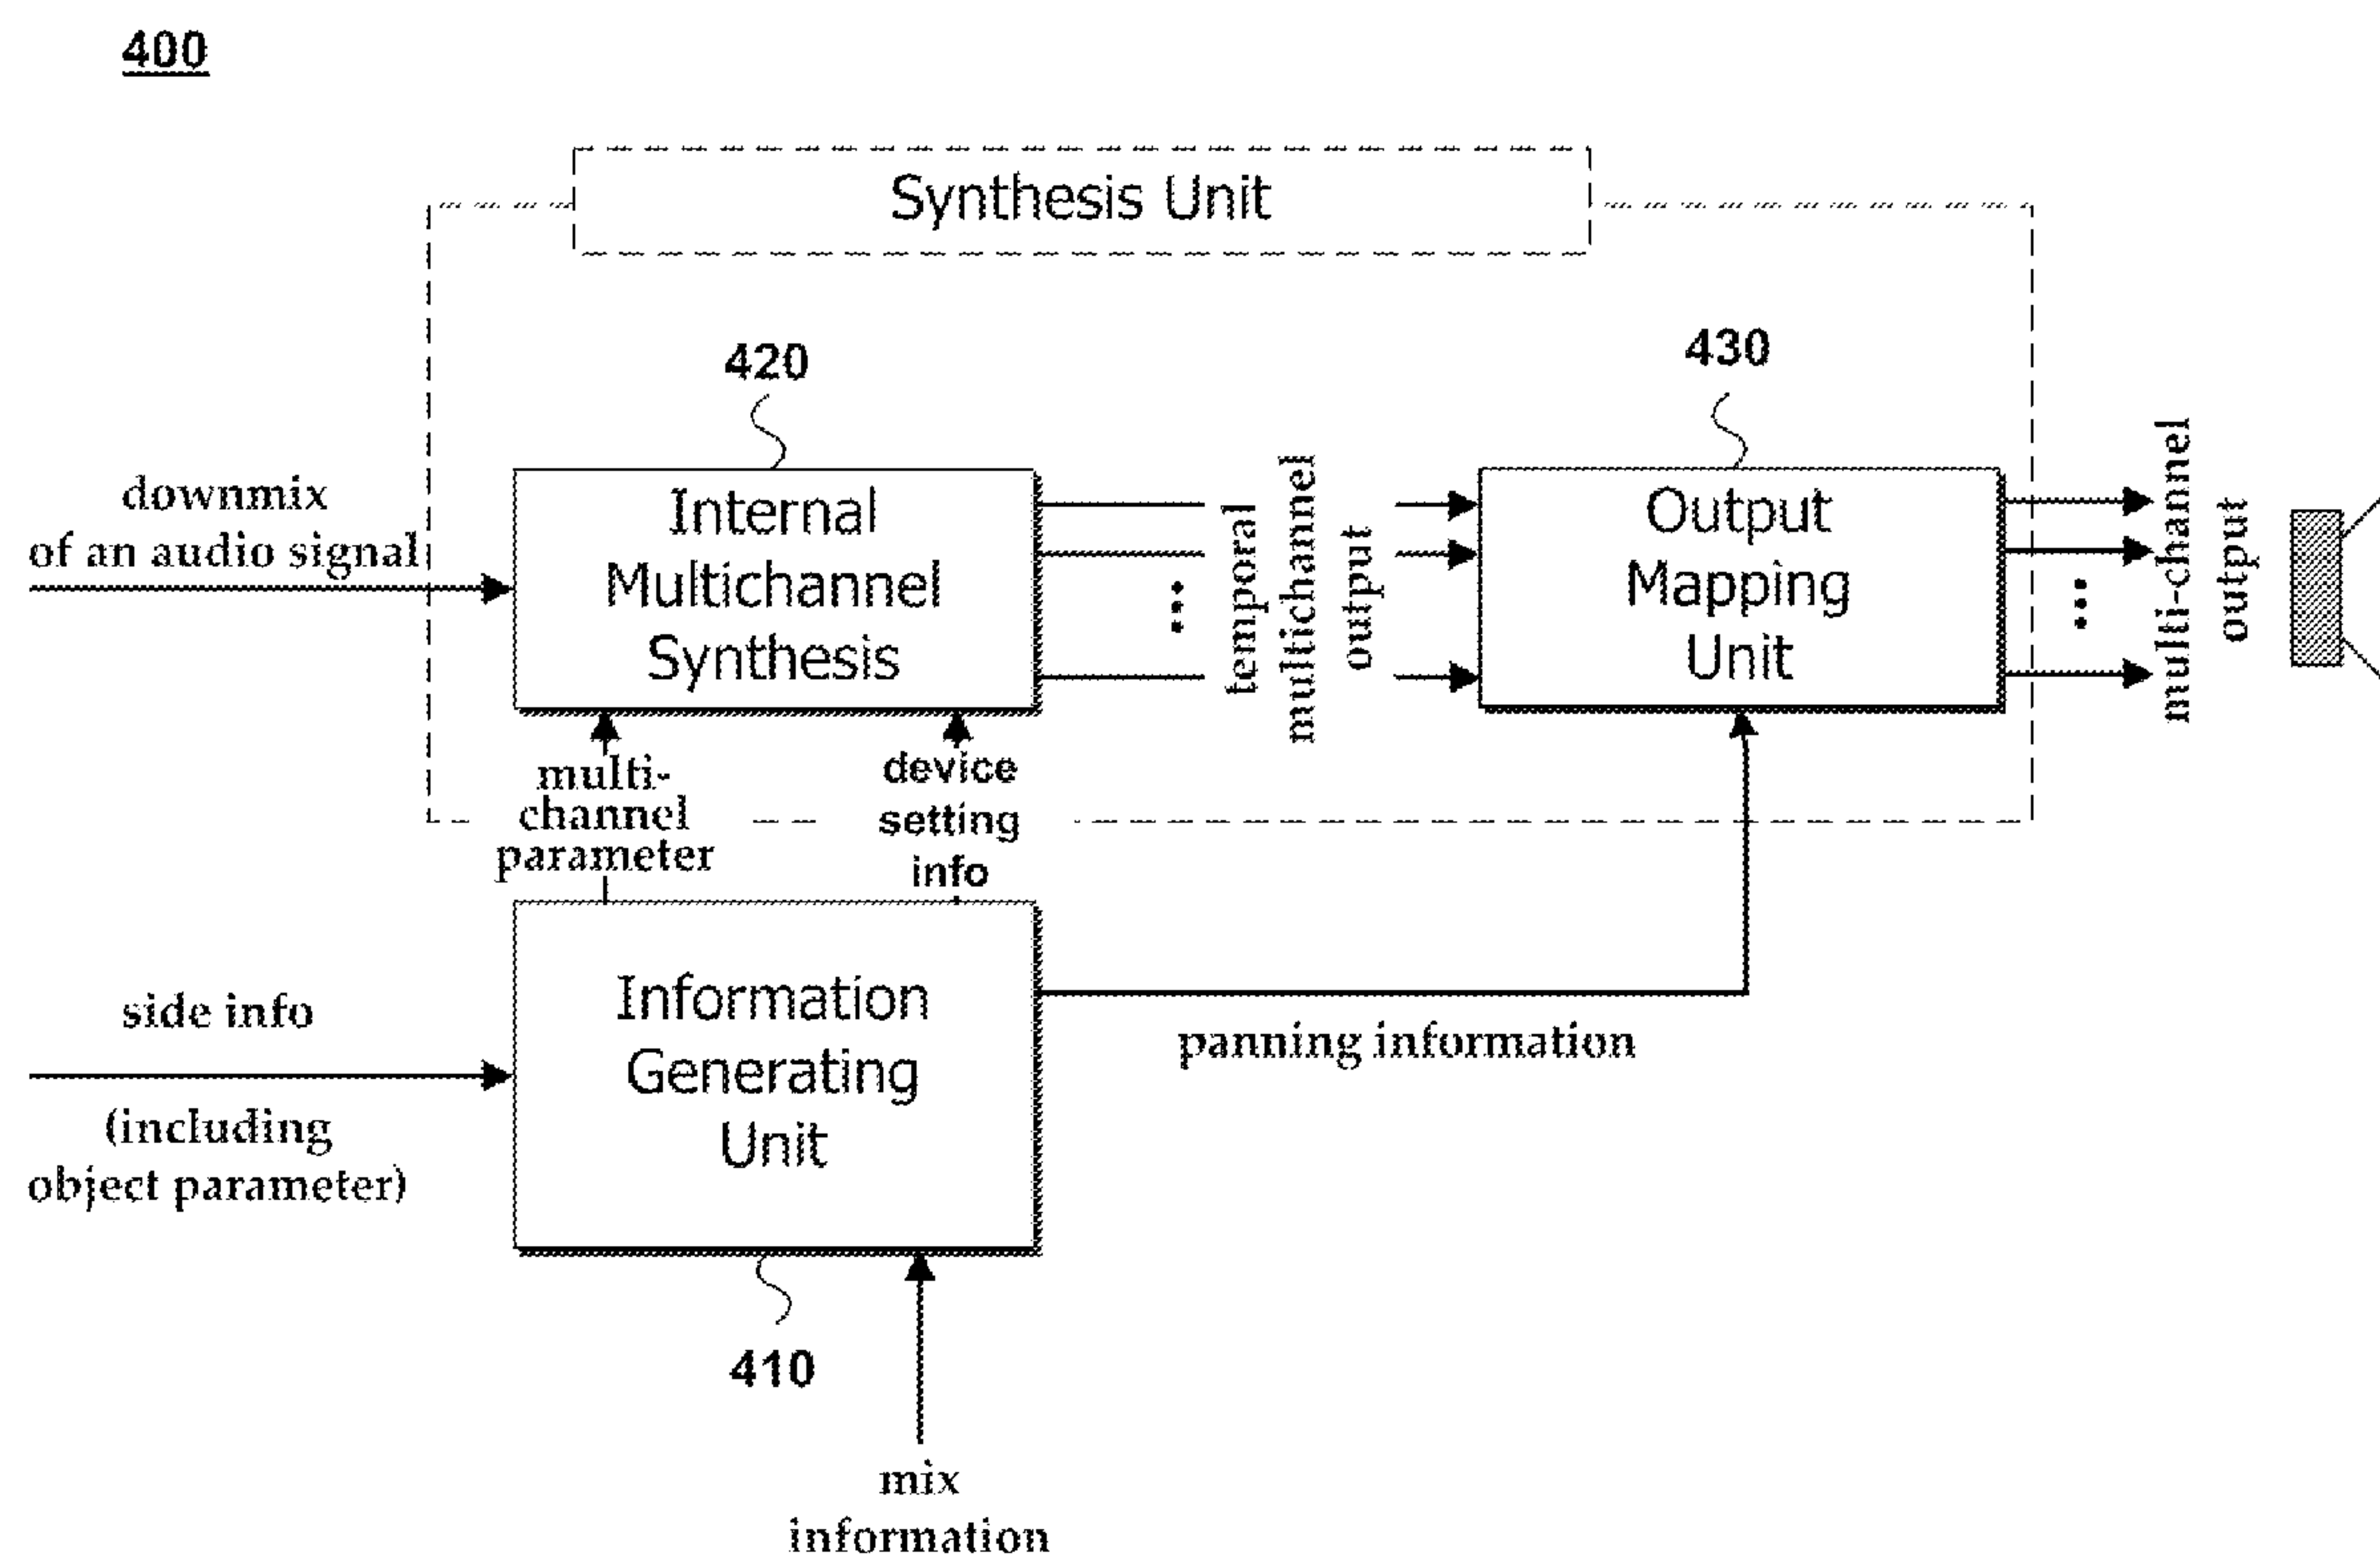 400
Synthesis Unit
420
430
downmix
of an audio signal
Internal
Multichannel
Synthesis
temporal
multichannel
output
Output
Mapping
Unit
multi-channel
output
multi-
channel
parameter
device
setting
info
side info
(including
object parameter)
Information
Generating
Unit
panning information
410
mix
information